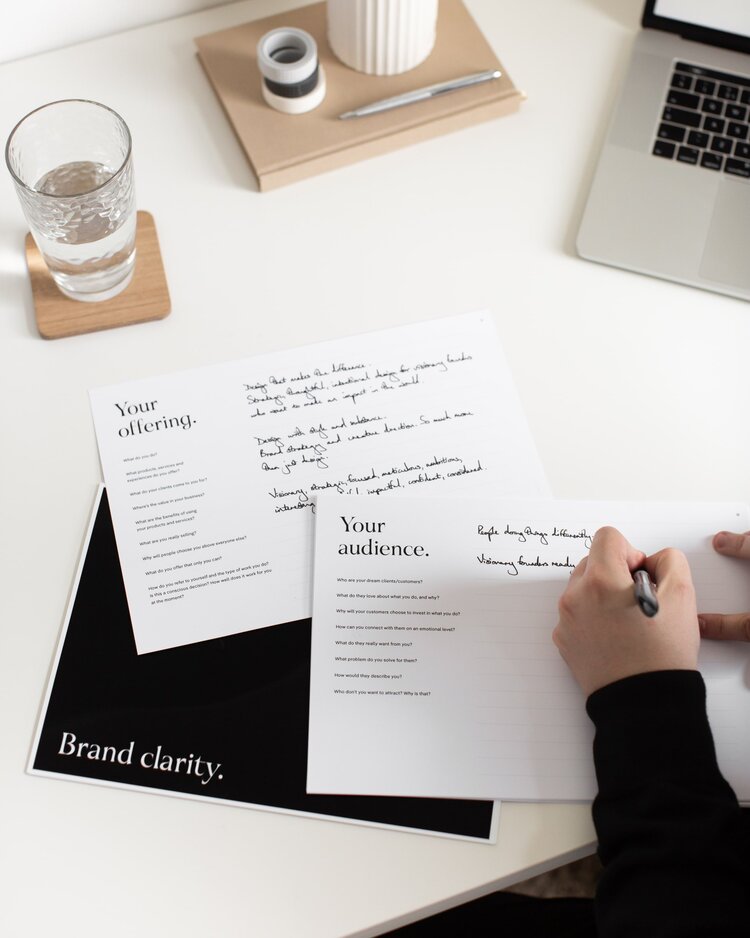 Your
offering.
What do you do?
What products, services and
experiences do you offer?
What do your clients come to you for?
Where's the value in your business?
What are the benefits of using
your products and services?
What are you really selling?
Why will people choose you above everyone else?
What do you offer that only you can?
How do you refer to yourself and the type of work you do?
Is this a conscious decision? How well does it work for you
at the moment?
Design that makes the difference.
Strategic, thoughtful, intentional design for visionary founders
who want to make an impact in the world
Design with style and substance.
Brand strategy and creative direction. So much more
than just design.
Visionary, strategic, focused, meticulous, ambitious,
impactful, confident, considered.
Your
audience.
Who are your dream clients/customers?
What do they love about what you do, and why?
Why will your customers choose to invest in what you do?
How can you connect with them on an emotional level?
What do they really want from you?
What problem do you solve for them?
How would they describe you?
Who don't you want to attract? Why is that?
People doing things differently
Visionary founders ready
Brand clarity.